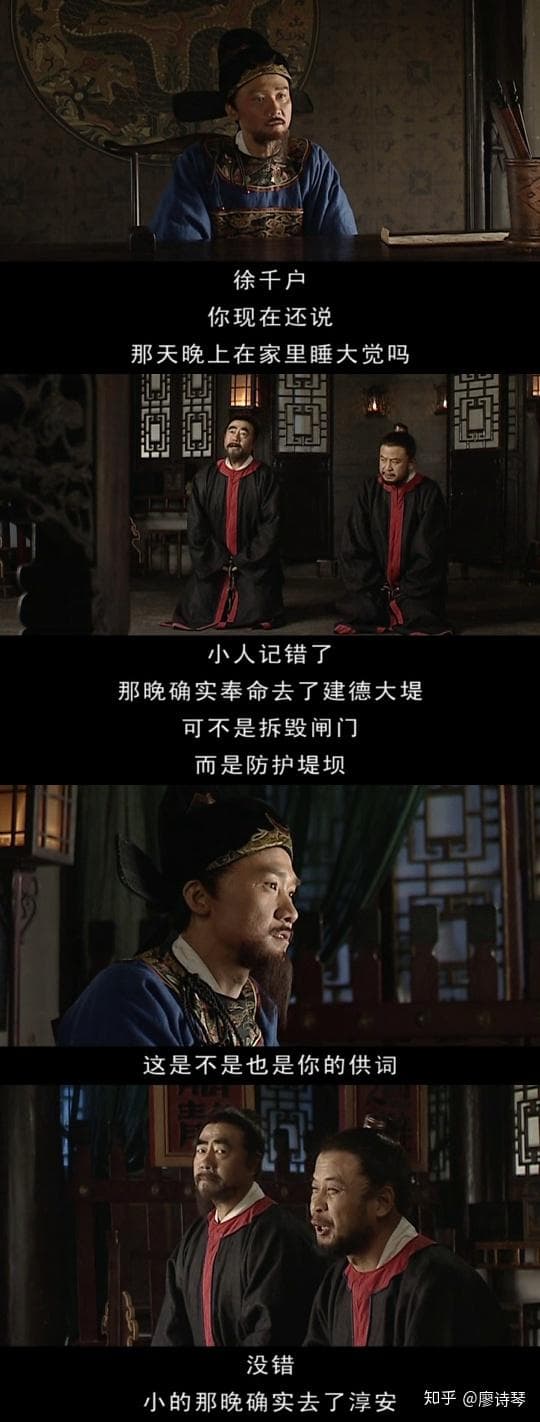 徐千户
你现在还说
那天晚上在家里睡大觉吗
小人记错了
那晚确实奉命去了建德大堤
可不是拆毁闸门
而是防护堤坝
这是不是也是你的供词
没错
小的那晚确实去了淳安
知乎 @廖诗琴